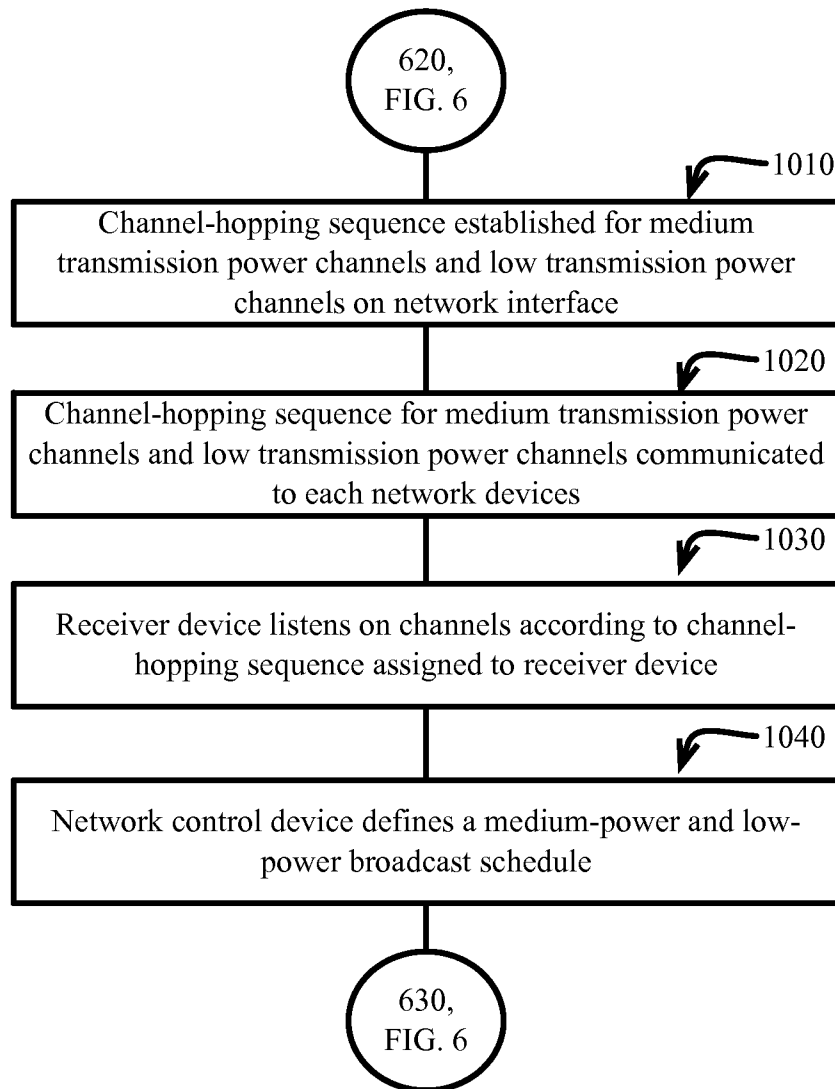 620,
FIG. 6
1010
Channel-hopping sequence established for medium
transmission power channels and low transmission power
channels on network interface
1020
Channel-hopping sequence for medium transmission power
channels and low transmission power channels communicated
to each network devices
1030
Receiver device listens on channels according to channel-
hopping sequence assigned to receiver device
1040
Network control device defines a medium-power and low-
power broadcast schedule
630,
FIG. 6